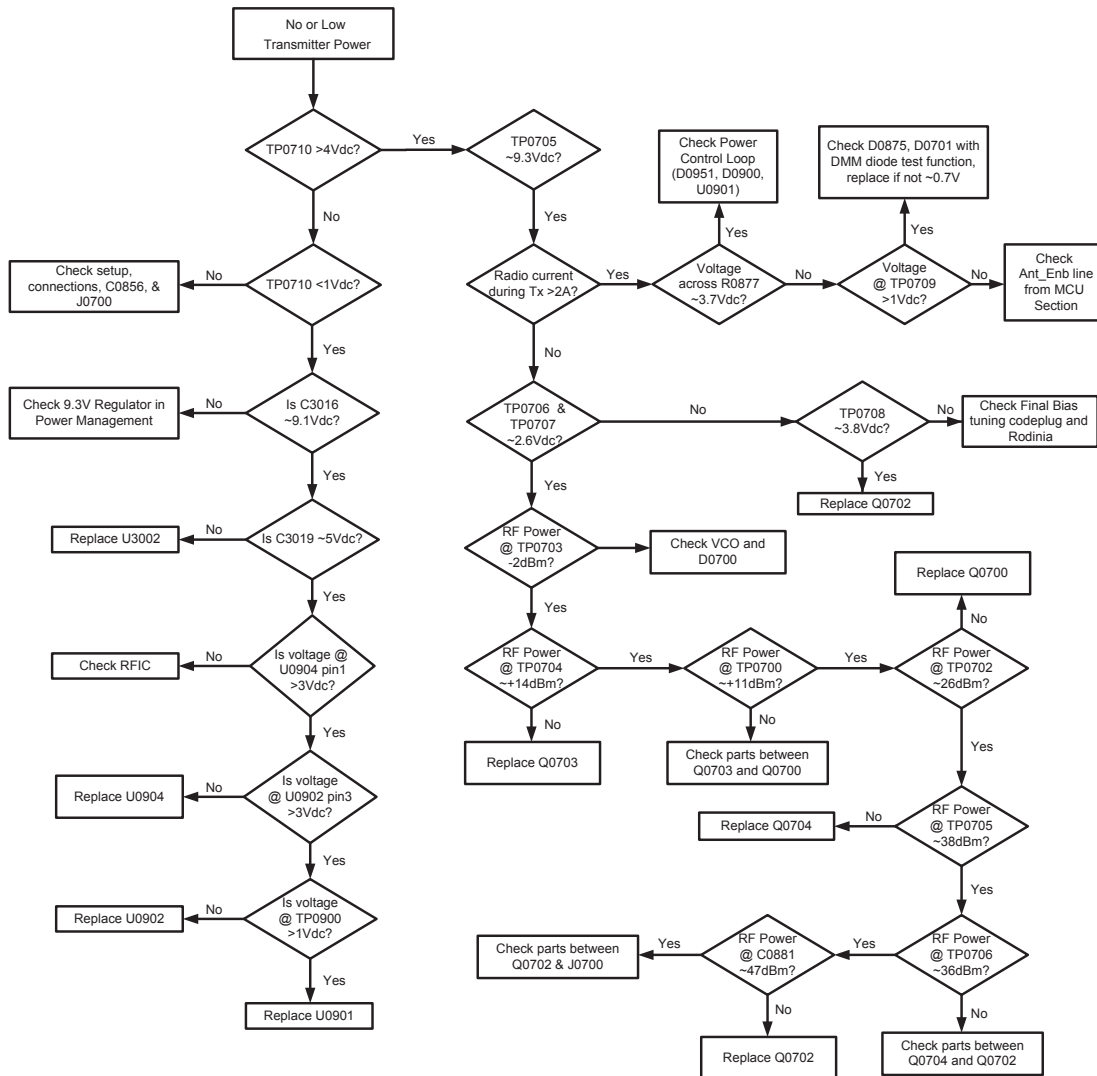 No or Low
Transmitter Power
TP0710 >4Vdc?
Yes
TP0705
~9.3Vdc?
Check Power
Control Loop
(D0951, D0900,
U0901)
Check D0875, D0701 with
DMM diode test function,
replace if not ~0.7V
No
Yes
Yes
Yes
Check setup,
connections, C0856, &
J0700
No
TP0710 <1Vdc?
Radio current
during Tx >2A?
Yes
Voltage
across R0877
~3.7Vdc?
No
Voltage
@ TP0709
>1Vdc?
No
Check
Ant_Enb line
from MCU
Section
Yes
No
Check 9.3V Regulator in
Power Management
No
Is C3016
~9.1Vdc?
TP0706 &
TP0707
~2.6Vdc?
No
TP0708
~3.8Vdc?
No
Check Final Bias
tuning codeplug and
Rodinia
Yes
Yes
Yes
Replace Q0702
Replace U3002
No
Is C3019 ~5Vdc?
RF Power
@ TP0703
-2dBm?
Check VCO and
D0700
Replace Q0700
Yes
Yes
No
Check RFIC
No
Is voltage @
U0904 pin1
>3Vdc?
RF Power
@ TP0704
~+14dBm?
Yes
RF Power
@ TP0700
~+11dBm?
Yes
RF Power
@ TP0702
~26dBm?
Yes
No
No
Yes
Replace Q0703
Check parts between
Q0703 and Q0700
Replace U0904
No
Is voltage
@ U0902 pin3
>3Vdc?
Replace Q0704
No
RF Power
@ TP0705
~38dBm?
Yes
Yes
Replace U0902
No
Is voltage
@ TP0900
>1Vdc?
Check parts between
Q0702 & J0700
Yes
RF Power
@ C0881
~47dBm?
Yes
RF Power
@ TP0706
~36dBm?
Yes
No
No
Replace U0901
Replace Q0702
Check parts between
Q0704 and Q0702